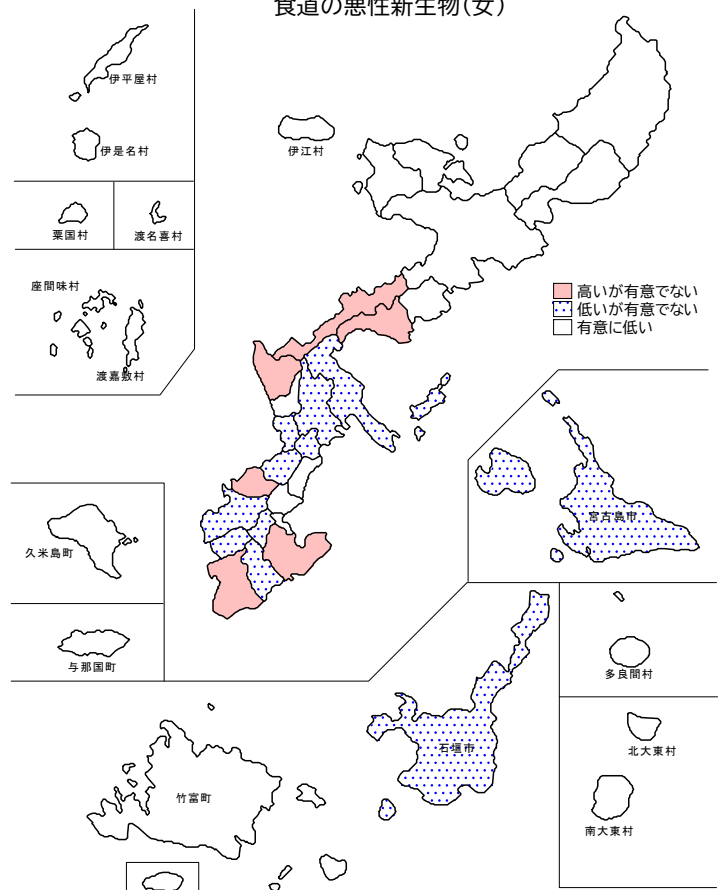 食道の悪性新生物(女)
伊平屋村
伊是名村
伊江村
粟国村
渡名喜村
座間味村
渡嘉敷村
高いが有意でない
低いが有意でない
有意に低い
宮古島市
久米島町
与那国町
多良間村
石垣市
北大東村
竹富町
南大東村